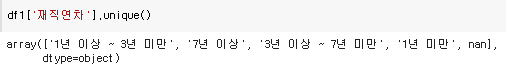 df1['재직연차'].unique()
array(['1년 이상 ~ 3년 미만', '7년 이상', '3년 이상 ~ 7년 미만', '1년 미만', nan],
dtype=object)